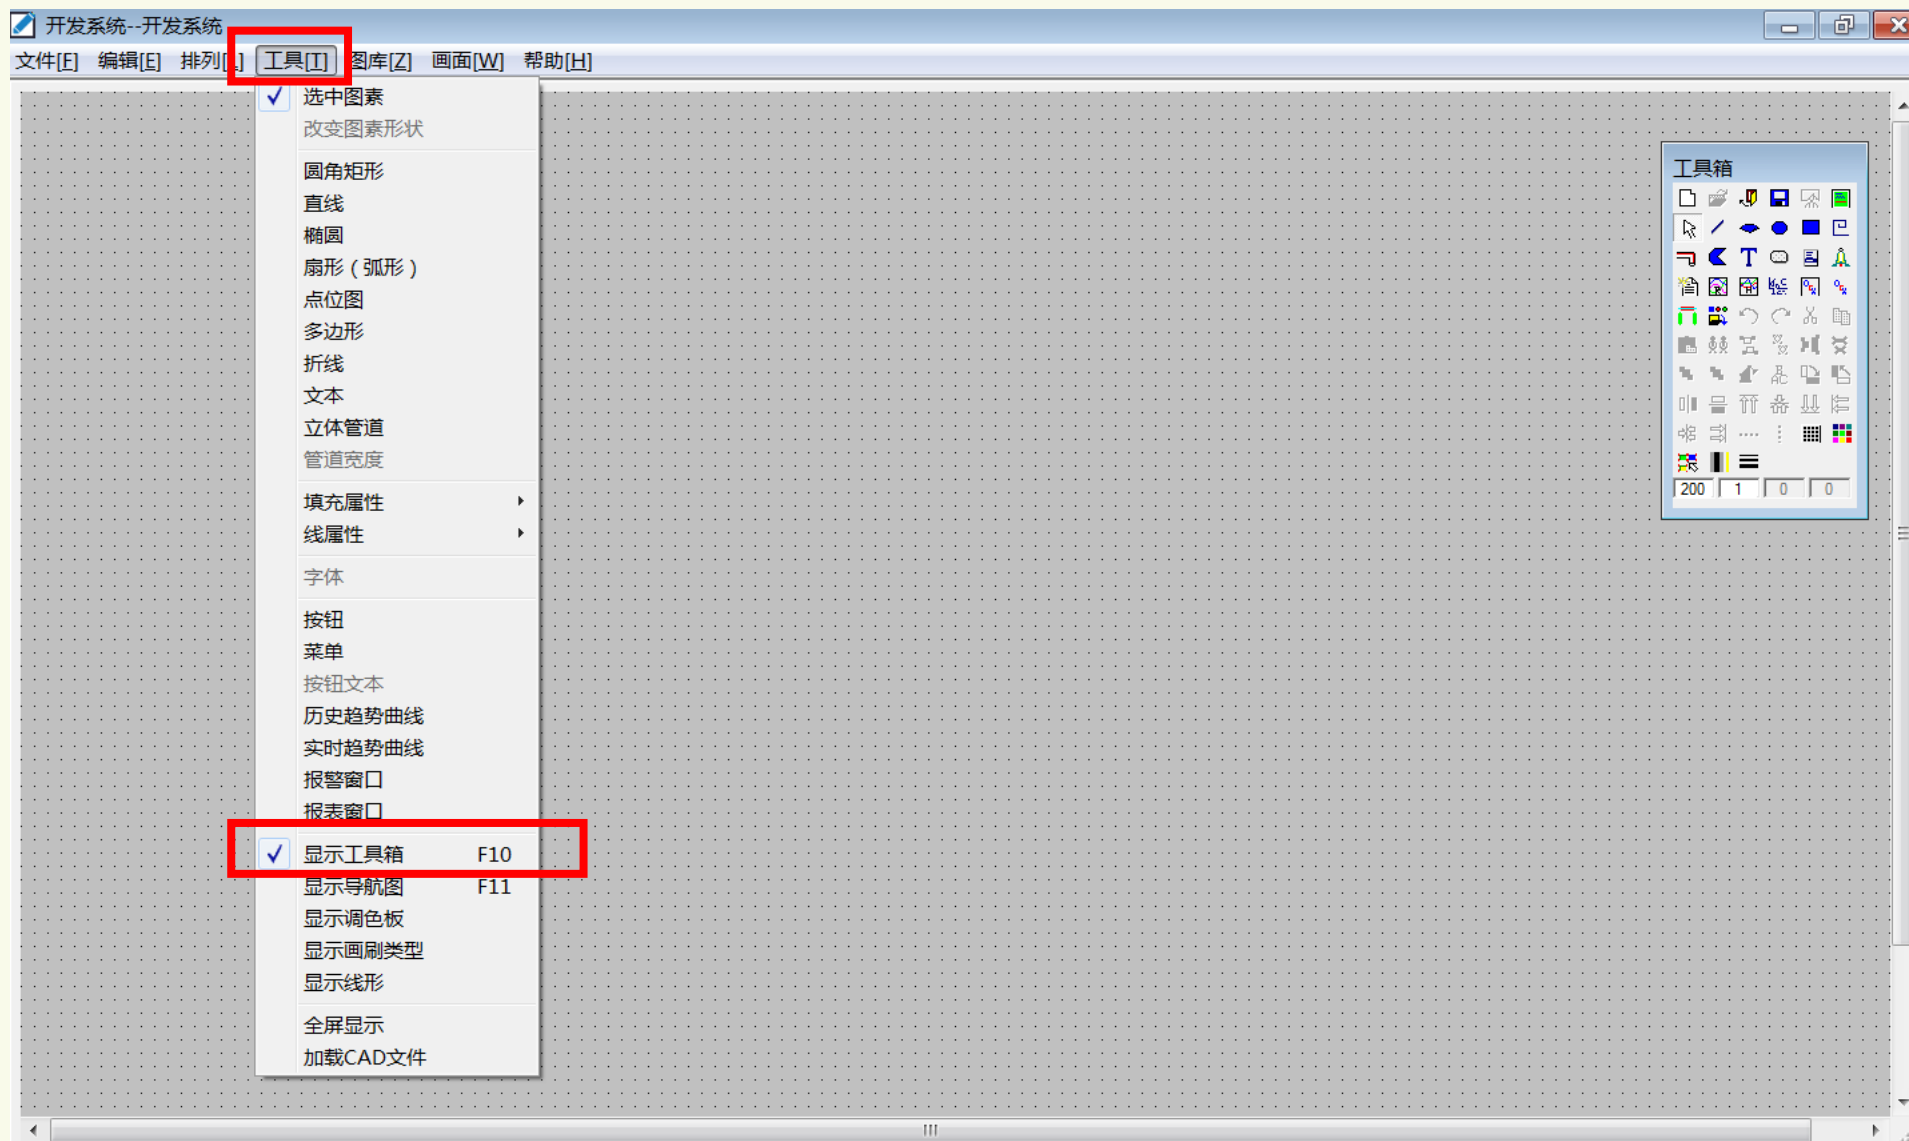 开发系统--开发系统
文件[F] 编辑[E] 排列[L] 工具[T] 图库[Z] 画面[W] 帮助[H]
选中图素
改变图素形状
圆角矩形
直线
椭圆
扇形（弧形）
点位图
多边形
折线
文本
立体管道
管道宽度
填充属性
线属性
字体
按钮
菜单
按钮文本
历史趋势曲线
实时趋势曲线
报警窗口
报表窗口
显示工具箱 F10
显示导航图 F11
显示调色板
显示画刷类型
显示线形
全屏显示
加载CAD文件
工具箱
200 1 0 0